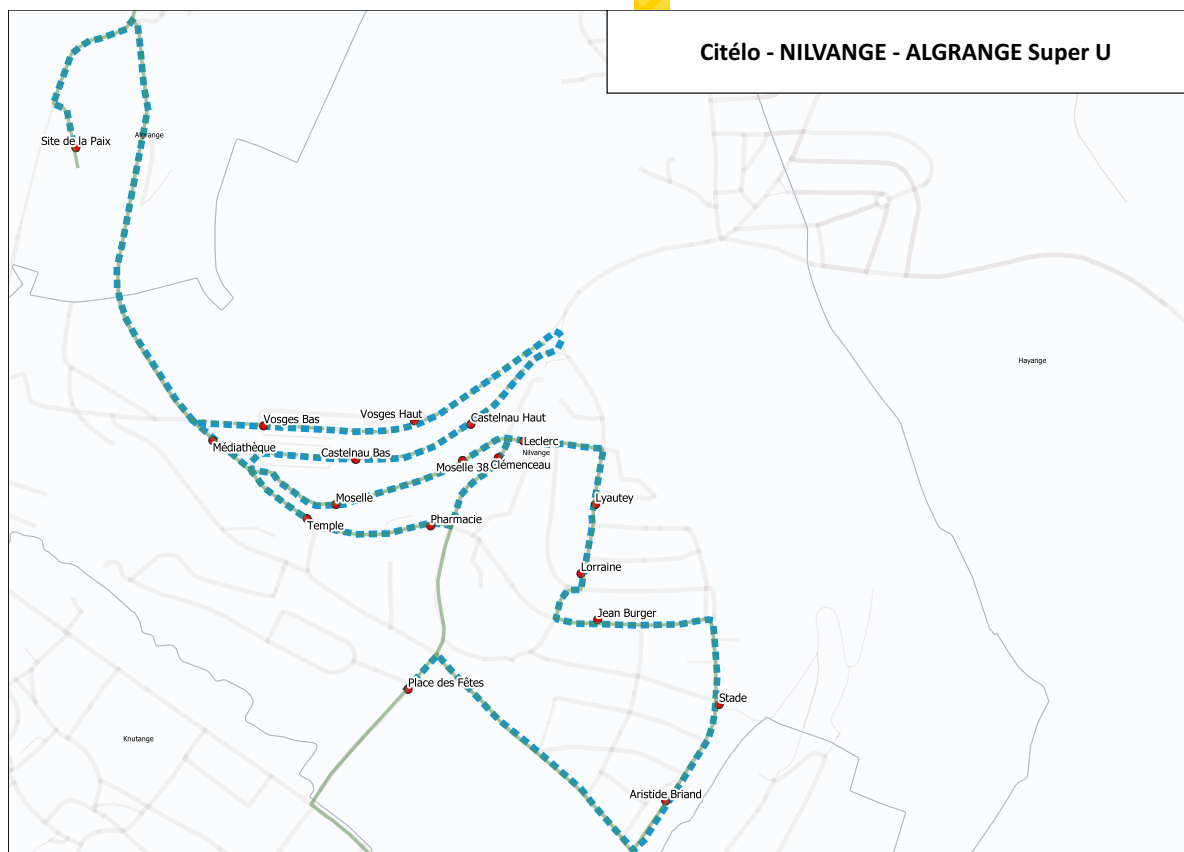 Citélo - NILVANGE - ALGRANGE Super U
Site de la Paix
Algrange
Hayange
Vosges Bas
Vosges Haut
Castelnau Haut
Médiathèque
Castelnau Bas
Leclerc
Nilvange
Moselle 38
Clémenceau
Moselle
Lyautey
Temple
Pharmacie
Lorraine
Jean Burger
Place des Fêtes
Stade
Knutange
Aristide Briand